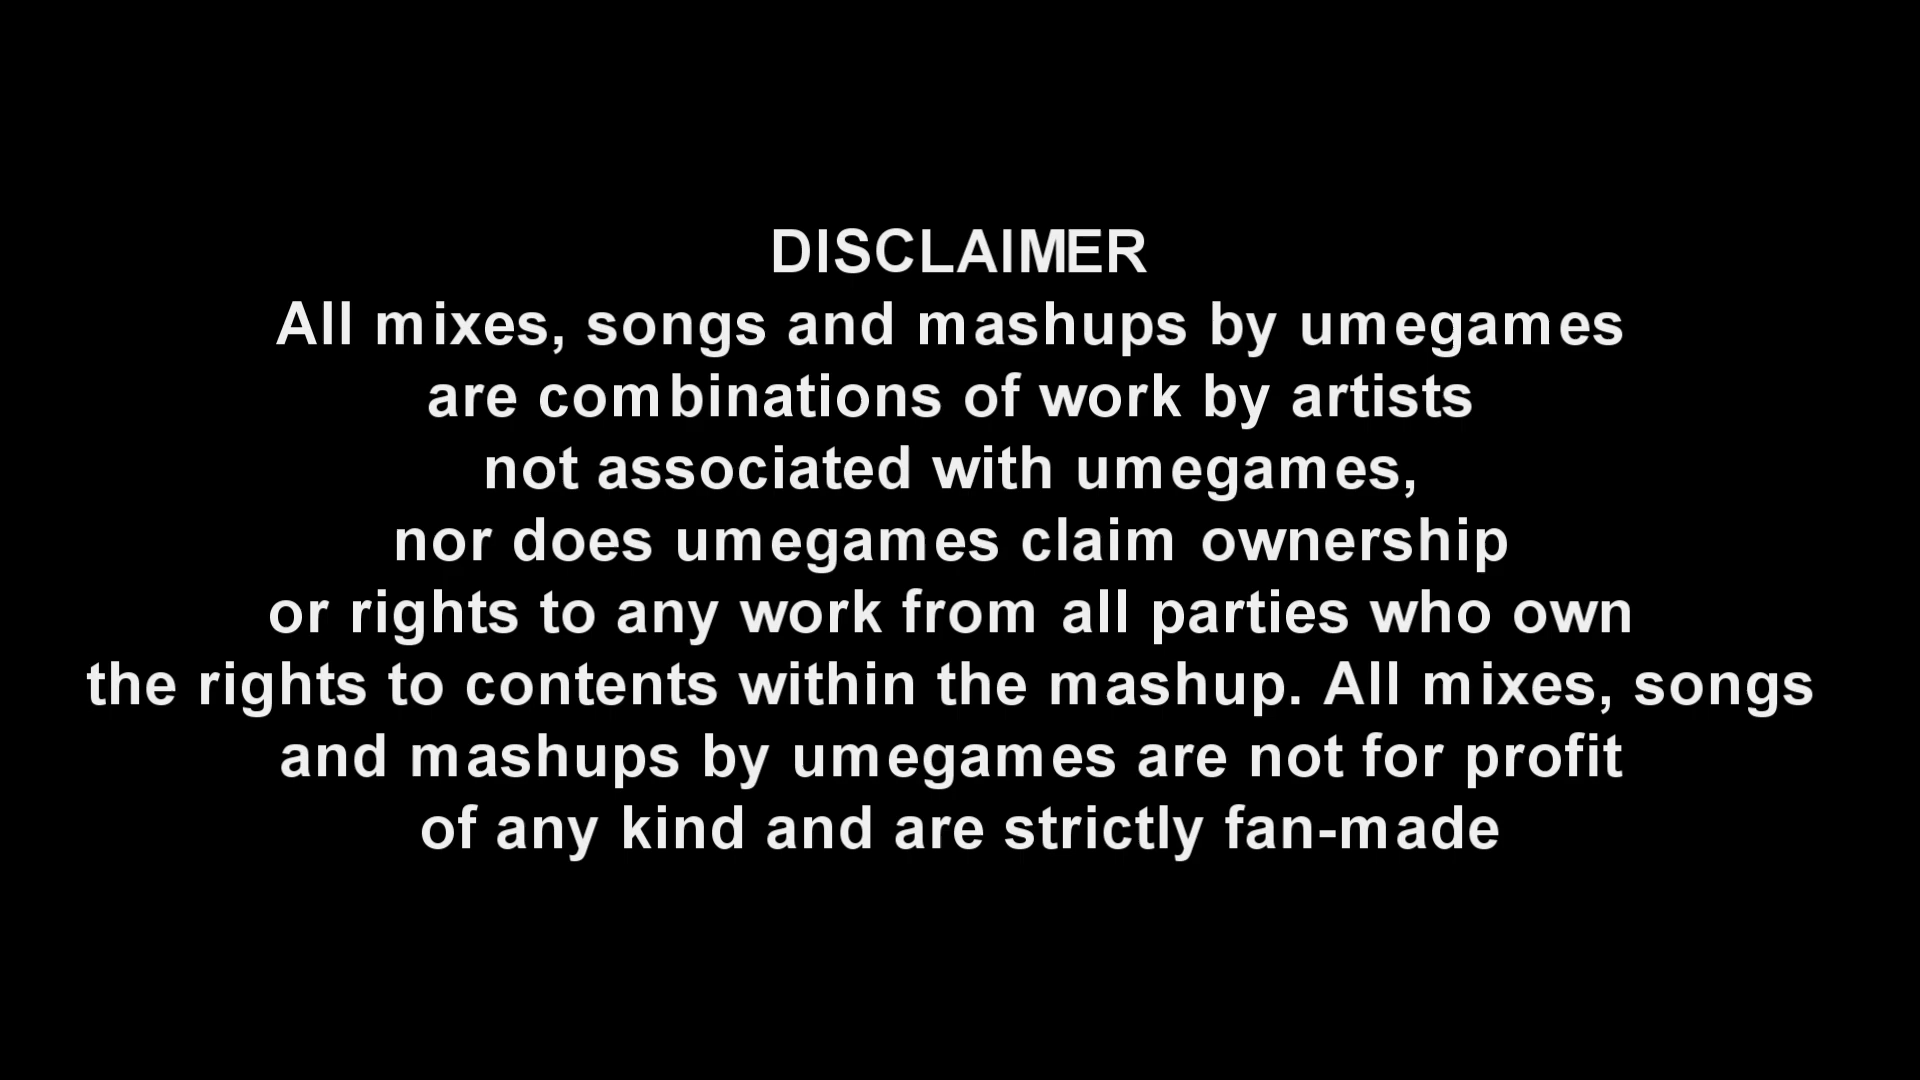 DISCLAIMER
All mixes, songs and mashups by umegames
are combinations of work by artists
not associated with umegames,
nor does umegames claim ownership
or rights to any work from all parties who own
the rights to contents within the mashup. All mixes, songs
and mashups by umegames are not for profit
of any kind and are strictly fan-made